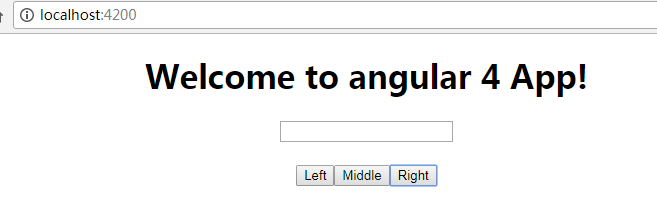 localhost:4200
Welcome to angular 4 App!
Left Middle Right